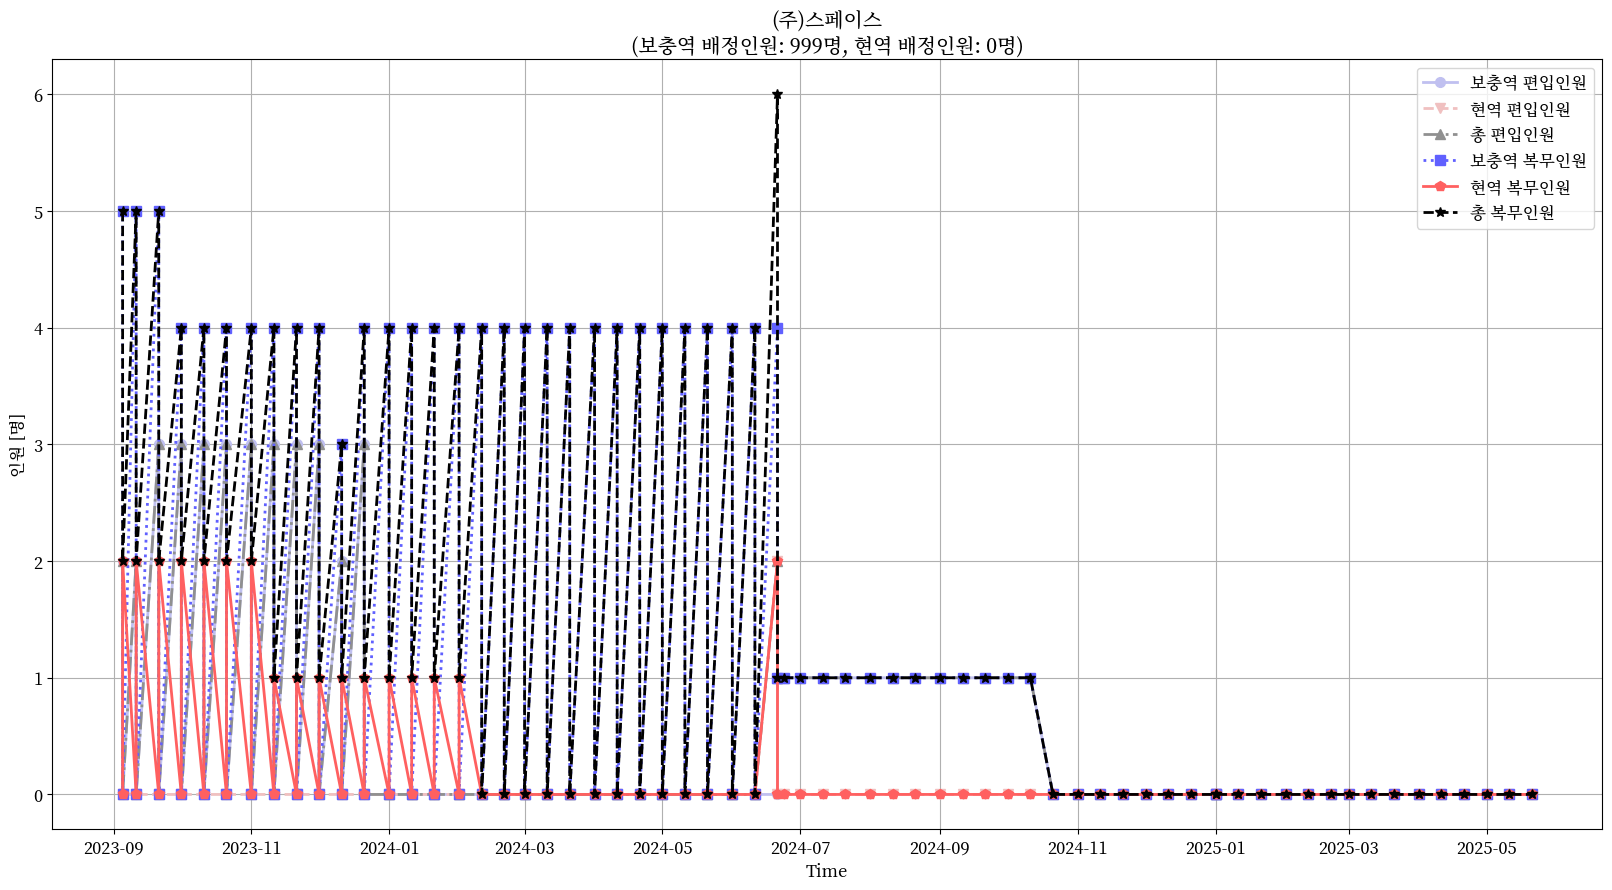 (주)스페이스
(보충역 배정인원: 999명, 현역 배정인원: 0명)
보충역 편입인원
현역 편입인원
총 편입인원
보충역 복무인원
현역 복무인원
총 복무인원
인원 [명]
6
5
4
3
2
1
0
2023-09
2023-11
2024-01
2024-03
2024-05
2024-07
2024-09
2024-11
2025-01
2025-03
2025-05
Time